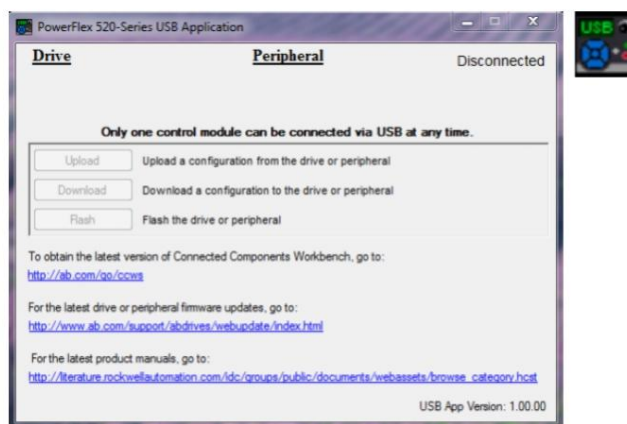 PowerFlex 520-Series USB Application
Drive Peripheral Disconnected
Only one control module can be connected via USB at any time.
Upload Upload a configuration from the drive or peripheral
Download Download a configuration to the drive or peripheral
Flash Flash the drive or peripheral
To obtain the latest version of Connected Components Workbench, go to:
http://ab.com/go/ccws
For the latest drive or peripheral firmware updates, go to:
http://www.ab.com/support/abdrives/webupdate/index.html
For the latest product manuals, go to:
http://literature.rockwellautomation.com/idc/groups/public/documents/webassets/browse_category.hcst
USB App Version: 1.00.00
USB